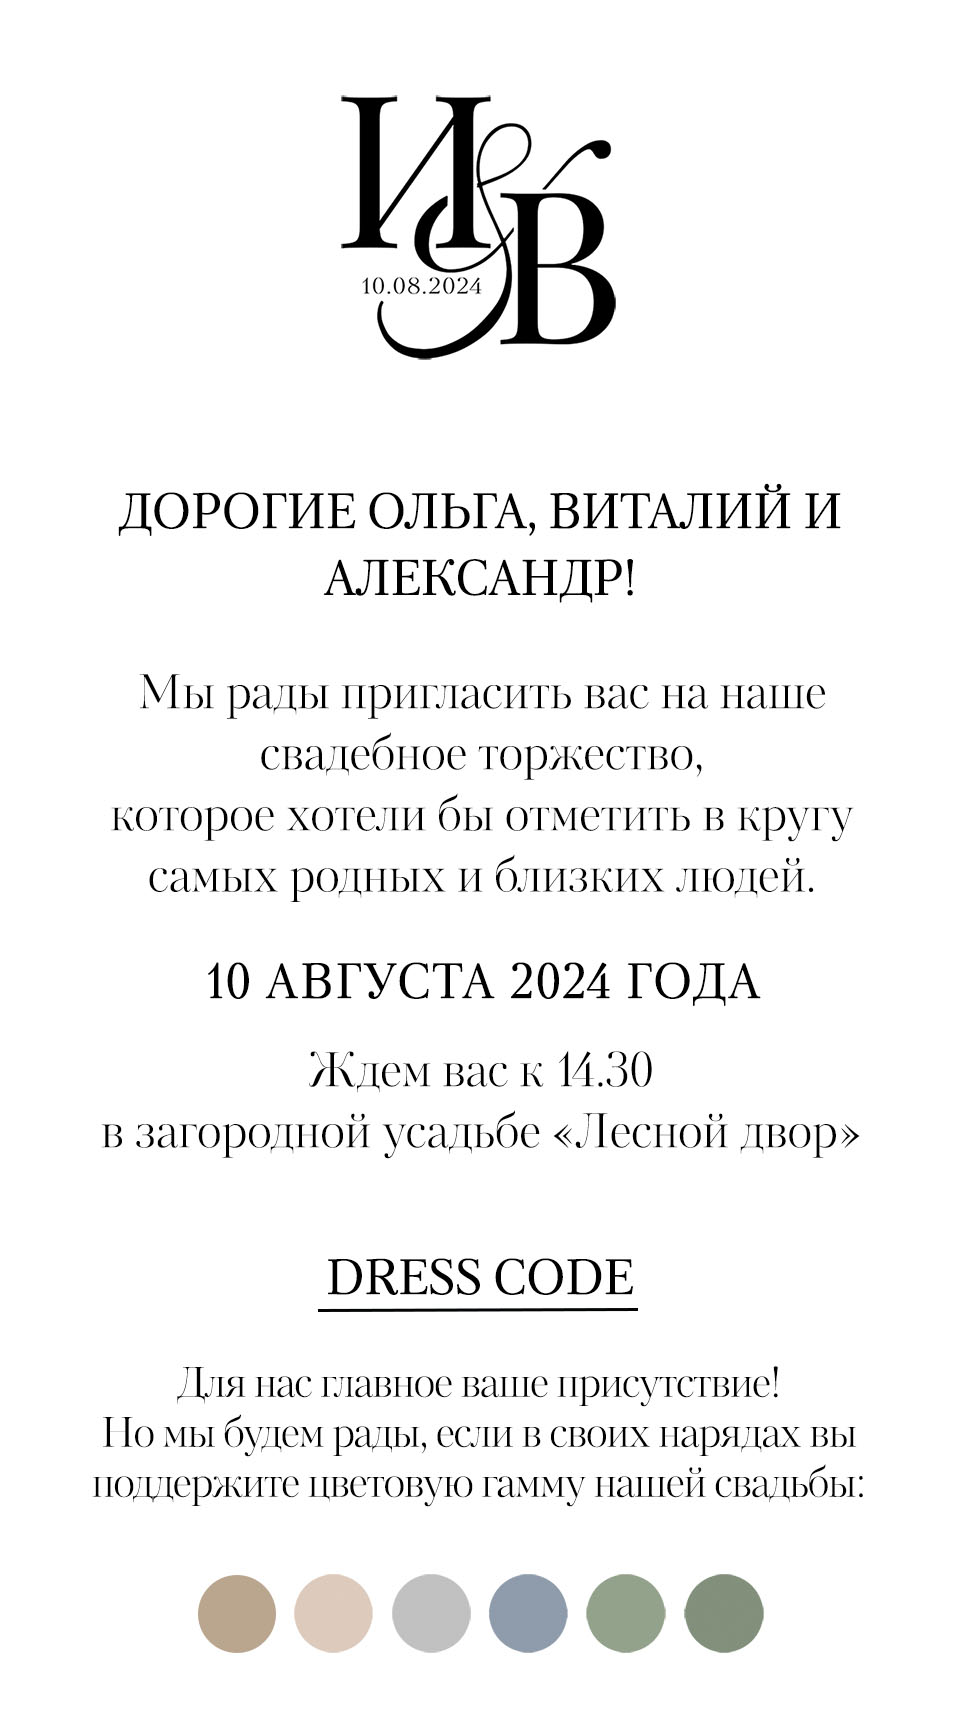 И&В
10.08.2024
ДОРОГИЕ ОЛЬГА, ВИТАЛИЙ И
АЛЕКСАНДР!
Мы рады пригласить вас на наше
свадебное торжество,
которое хотели бы отметить в кругу
самых родных и близких людей.
10 АВГУСТА 2024 ГОДА
Ждем вас к 14.30
в загородной усадьбе «Лесной двор»
DRESS CODE
Для нас главное ваше присутствие!
Но мы будем рады, если в своих нарядах вы
поддержите цветовую гамму нашей свадьбы: